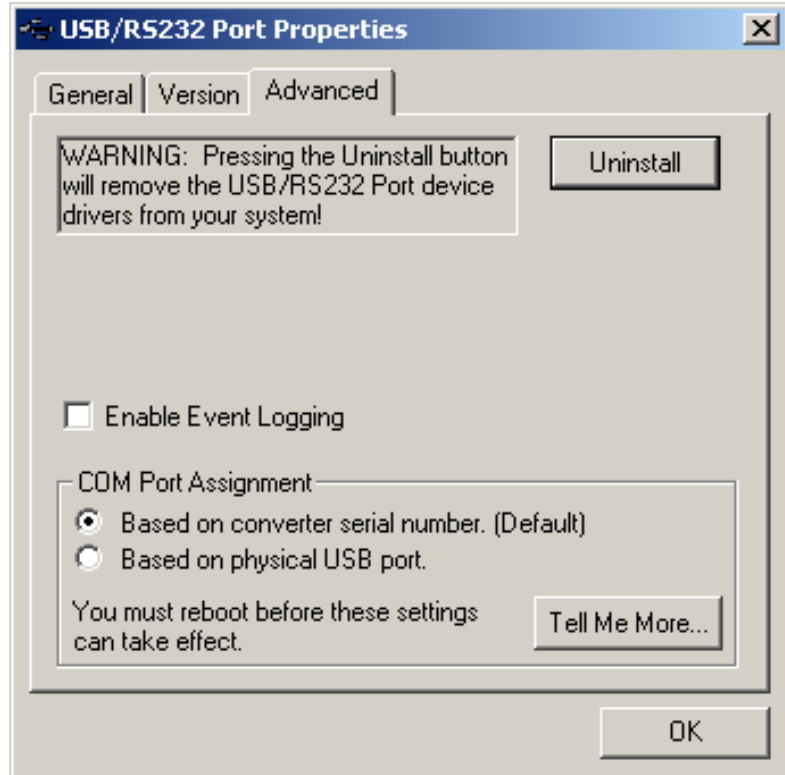 USB/RS232 Port Properties
General Version Advanced
WARNING:  Pressing the Uninstall button
will remove the USB/RS232 Port device
drivers from your system!
Uninstall
Enable Event Logging
COM Port Assignment
Based on converter serial number. (Default)
Based on physical USB port.
You must reboot before these settings
can take effect.
Tell Me More...
OK